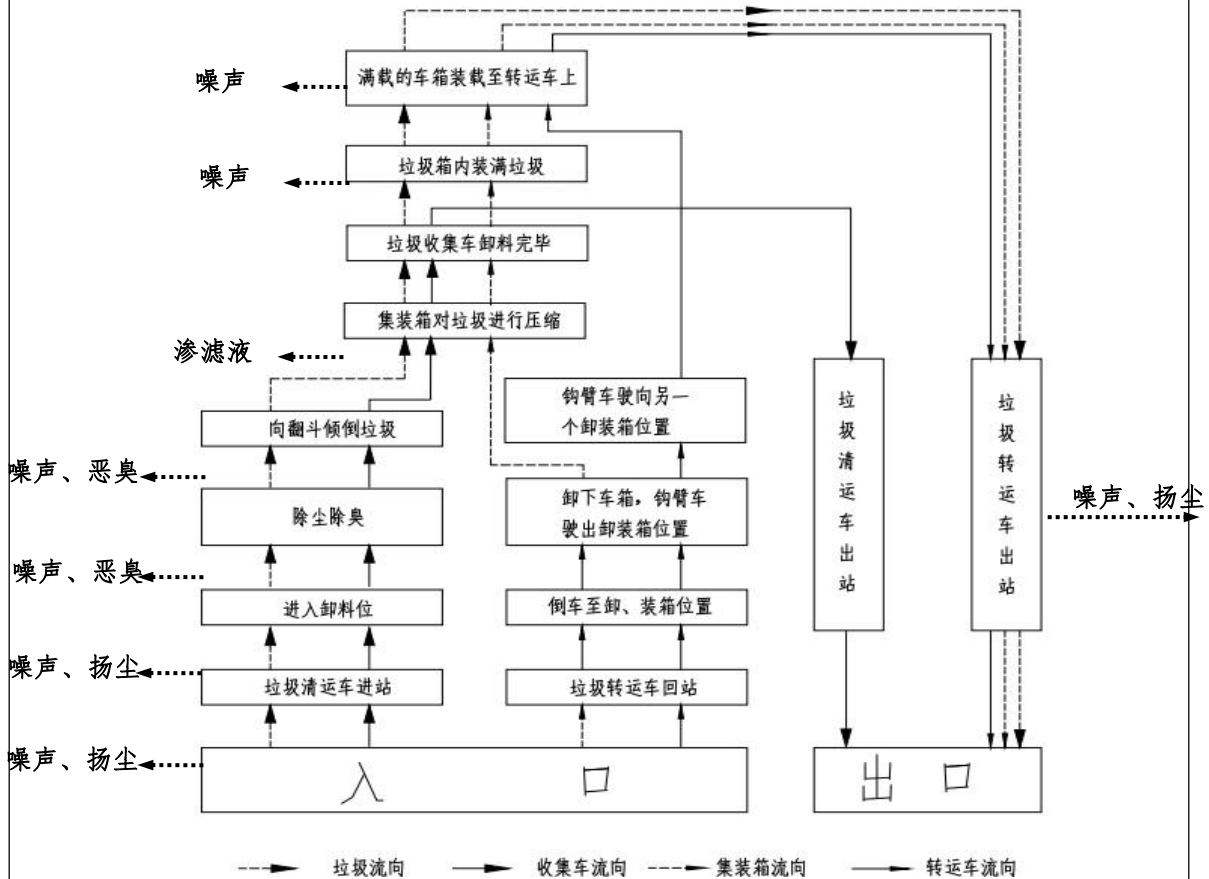 满载的车箱装载至转运车上
噪声
垃圾箱内装满垃圾
噪声
垃圾收集车卸料完毕
集装箱对垃圾进行压缩
渗滤液
钩臂车驶向另一
个卸装箱位置
向翻斗倾倒垃圾
噪声、恶臭
除尘除臭
卸下车箱，钩臂车
驶出卸装箱位置
噪声、恶臭
进入卸料位
倒车至卸、装箱位置
噪声、扬尘
垃圾清运车进站
垃圾转运车回站
垃圾清运车出站
垃圾转运车出站
噪声、扬尘
噪声、扬尘
入 口
出 口
垃圾流向 收集车流向 集装箱流向 转运车流向